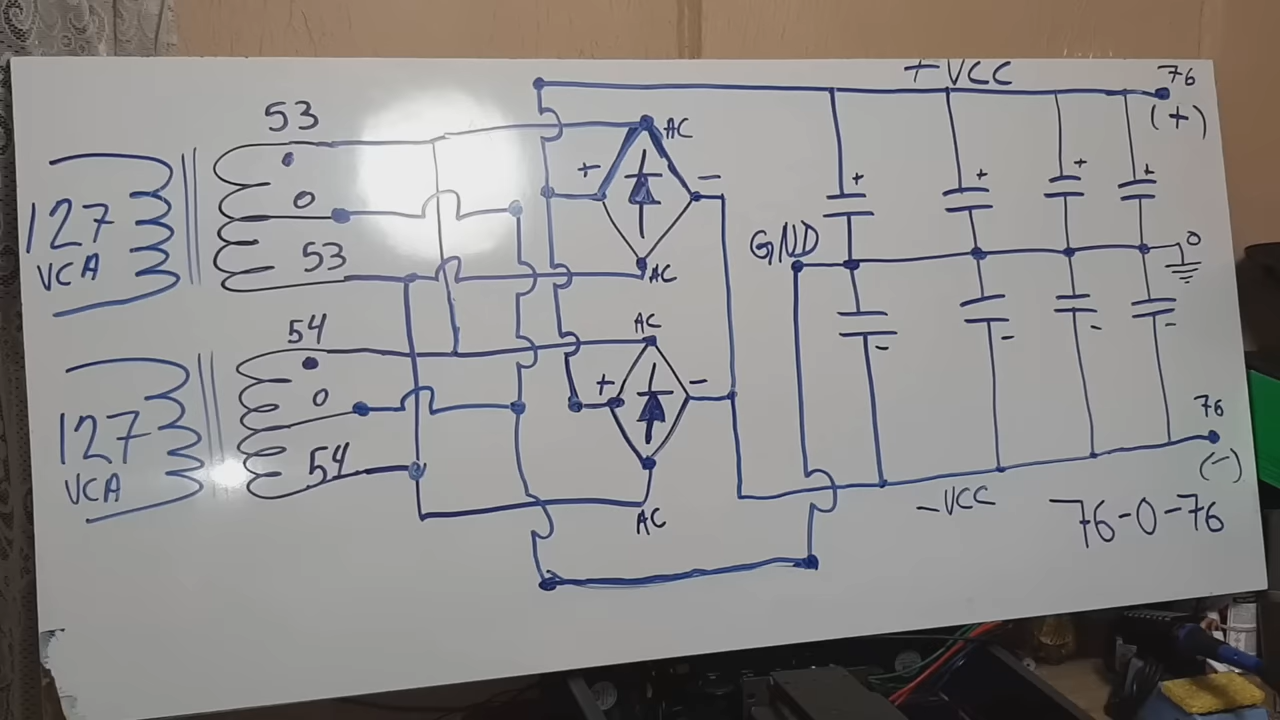 53
0
53
127
VCA
54
0
54
127
VCA
AC
+
-
AC
AC
+
-
AC
+VCC
76
(+)
+
+
+
+
GND
0
-
-
-
-
76
(-)
-VCC
76-0-76